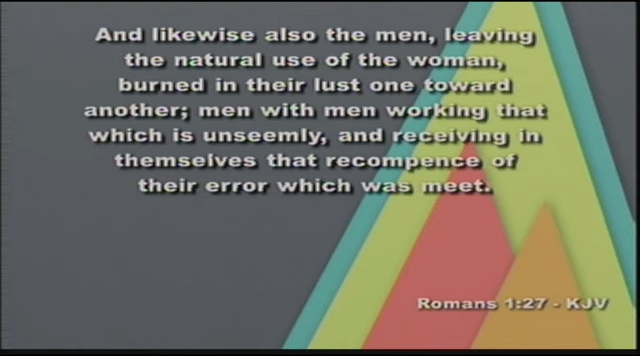 And likewise also the men, leaving
the natural use of the woman,
burned in their lust one toward
another; men with men working that
which is unseemly, and receiving in
themselves that recompence of
their error which was meet.
Romans 1:27 - KJV